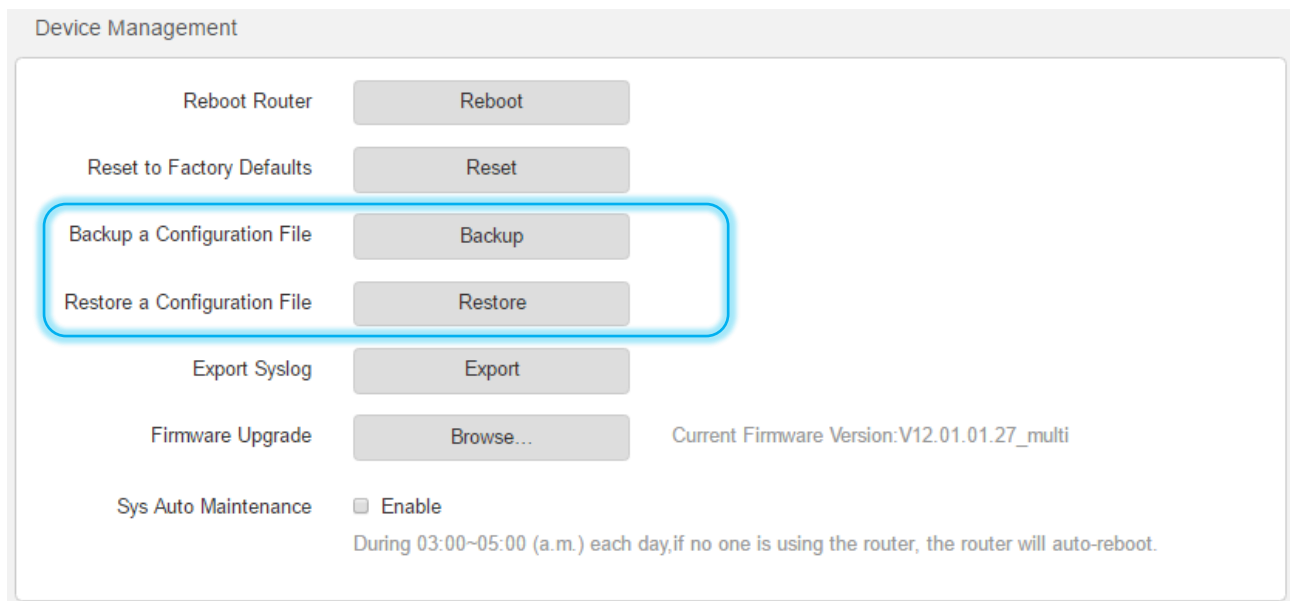 Device Management
Reboot Router Reboot
Reset to Factory Defaults Reset
Backup a Configuration File Backup
Restore a Configuration File Restore
Export Syslog Export
Firmware Upgrade Browse... Current Firmware Version:V12.01.01.27_multi
Sys Auto Maintenance Enable
During 03:00~05:00 (a.m.) each day,if no one is using the router, the router will auto-reboot.